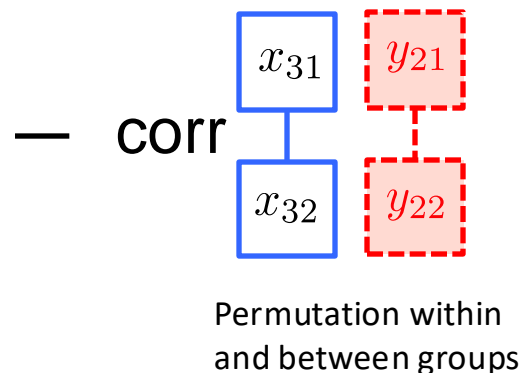 x31 y21
— corr
x32 y22
Permutation within
and between groups